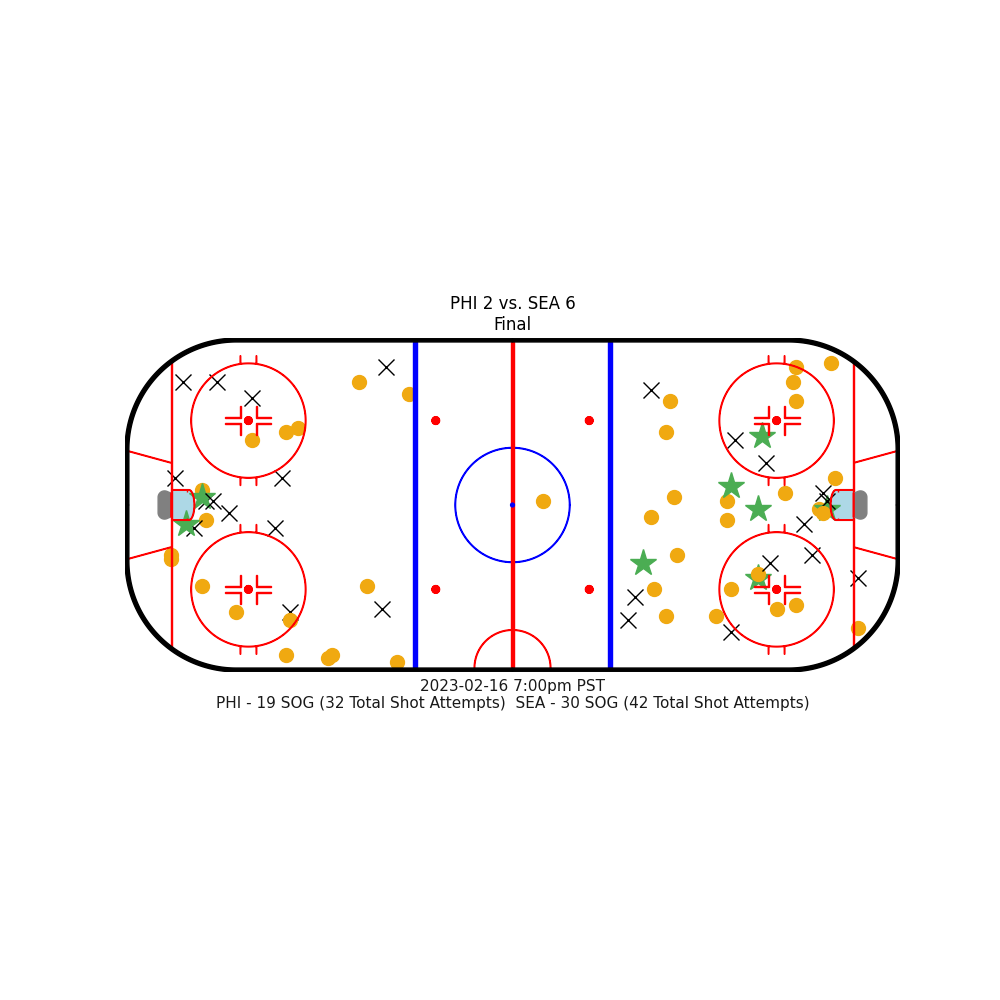 PHI 2 vs. SEA 6
Final
2023-02-16 7:00pm PST
PHI - 19 SOG (32 Total Shot Attempts)  SEA - 30 SOG (42 Total Shot Attempts)